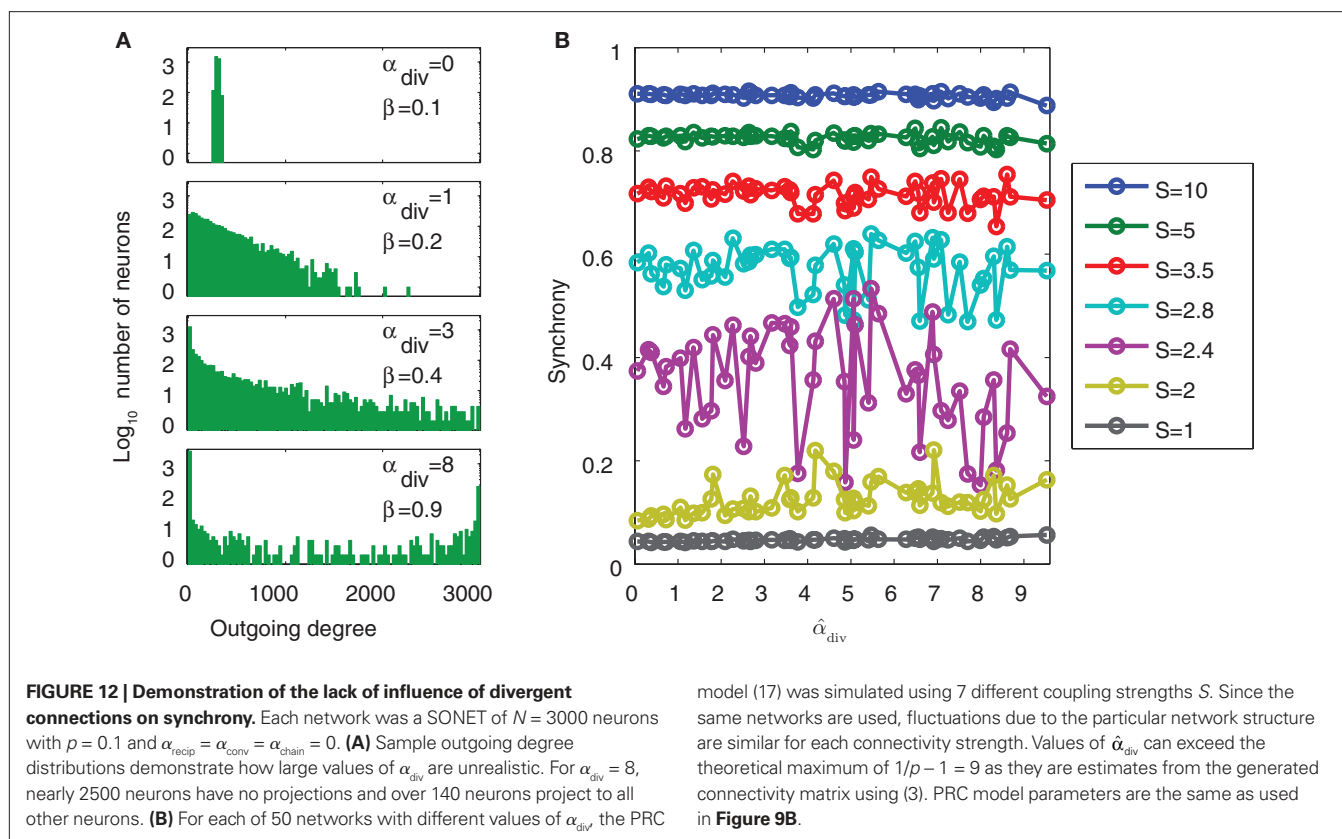 A
3
2
1
0
α div =0
β=0.1
3
2
1
0
α div =1
β=0.2
3
2
1
0
α div =3
β=0.4
3
2
1
0
α div =8
β=0.9
0 1000 2000 3000
Outgoing degree
Log10 number of neurons
B
1
0.8
0.6
0.4
0.2
0
Synchrony
0 1 2 3 4 5 6 7 8 9
α̂div
S=10
S=5
S=3.5
S=2.8
S=2.4
S=2
S=1
FIGURE 12 | Demonstration of the lack of influence of divergent
connections on synchrony. Each network was a SONET of N = 3000 neurons
with p = 0.1 and αrecip = αconv = αchain = 0. (A) Sample outgoing degree
distributions demonstrate how large values of αdiv are unrealistic. For αdiv = 8,
nearly 2500 neurons have no projections and over 140 neurons project to all
other neurons. (B) For each of 50 networks with different values of αdiv, the PRC
model (17) was simulated using 7 different coupling strengths S. Since the
same networks are used, fluctuations due to the particular network structure
are similar for each connectivity strength. Values of α̂div can exceed the
theoretical maximum of 1/p – 1 = 9 as they are estimates from the generated
connectivity matrix using (3). PRC model parameters are the same as used
in Figure 9B.